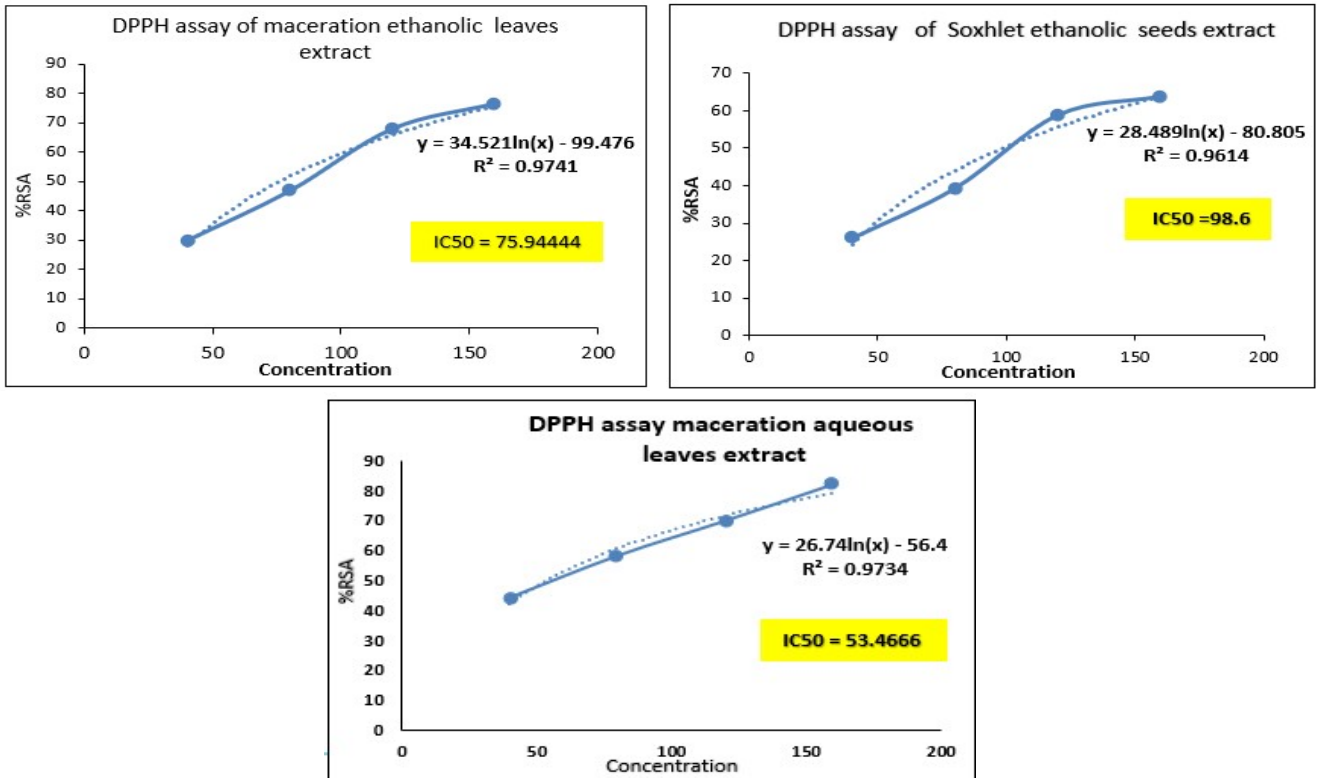 DPPH assay of maceration ethanolic leaves
extract
90
80
70
60
50
40
30
20
10
0
%RSA
y = 34.521ln(x) - 99.476
R² = 0.9741
IC50 = 75.94444
0 50 100 150 200
Concentration
DPPH assay of Soxhlet ethanolic seeds extract
70
60
50
40
30
20
10
0
%RSA
y = 28.489ln(x) - 80.805
R² = 0.9614
IC50 =98.6
0 50 100 150 200
Concentration
DPPH assay maceration aqueous
leaves extract
90
80
70
60
50
40
30
20
10
0
%RSA
y = 26.74ln(x) - 56.4
R² = 0.9734
IC50 = 53.4666
0 50 100 150 200
Concentration